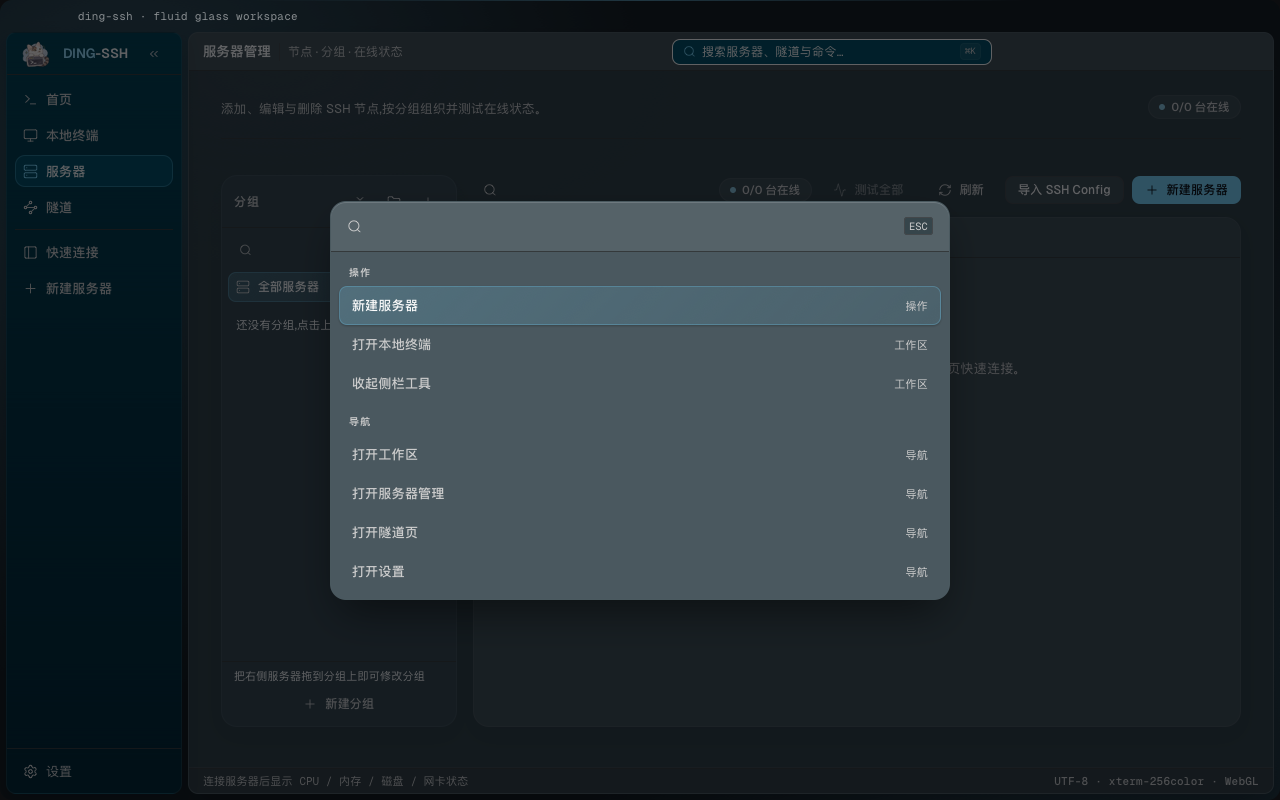 ding-ssh · fluid glass workspace
DING-SSH
服务器管理
节点·分组·在线状态
搜索服务器、隧道与命令…
⌘K
首页
本地终端
服务器
隧道
快速连接
新建服务器
设置
添加、编辑与删除 SSH 节点,按分组组织并测试在线状态。
0/0 台在线
分组
0/0 台在线
测试全部
刷新
导入 SSH Config
新建服务器
全部服务器
还没有分组,点击上
页快速连接。
ESC
操作
新建服务器
操作
打开本地终端
工作区
收起侧栏工具
工作区
导航
打开工作区
导航
打开服务器管理
导航
打开隧道页
导航
打开设置
导航
把右侧服务器拖到分组上即可修改分组
新建分组
连接服务器后显示 CPU / 内存 / 磁盘 / 网卡状态
UTF-8 · xterm-256color · WebGL